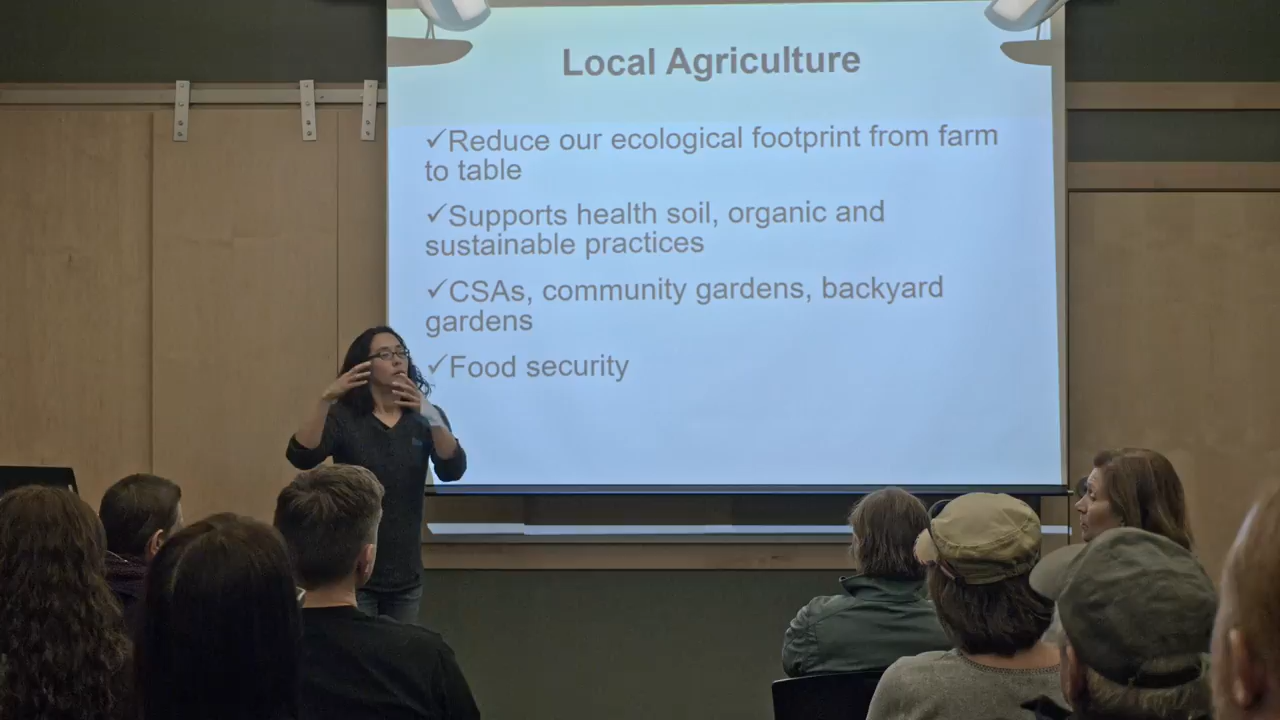 Local Agriculture
✓Reduce our ecological footprint from farm
to table
✓Supports health soil, organic and
sustainable practices
✓CSAs, community gardens, backyard
gardens
✓Food security